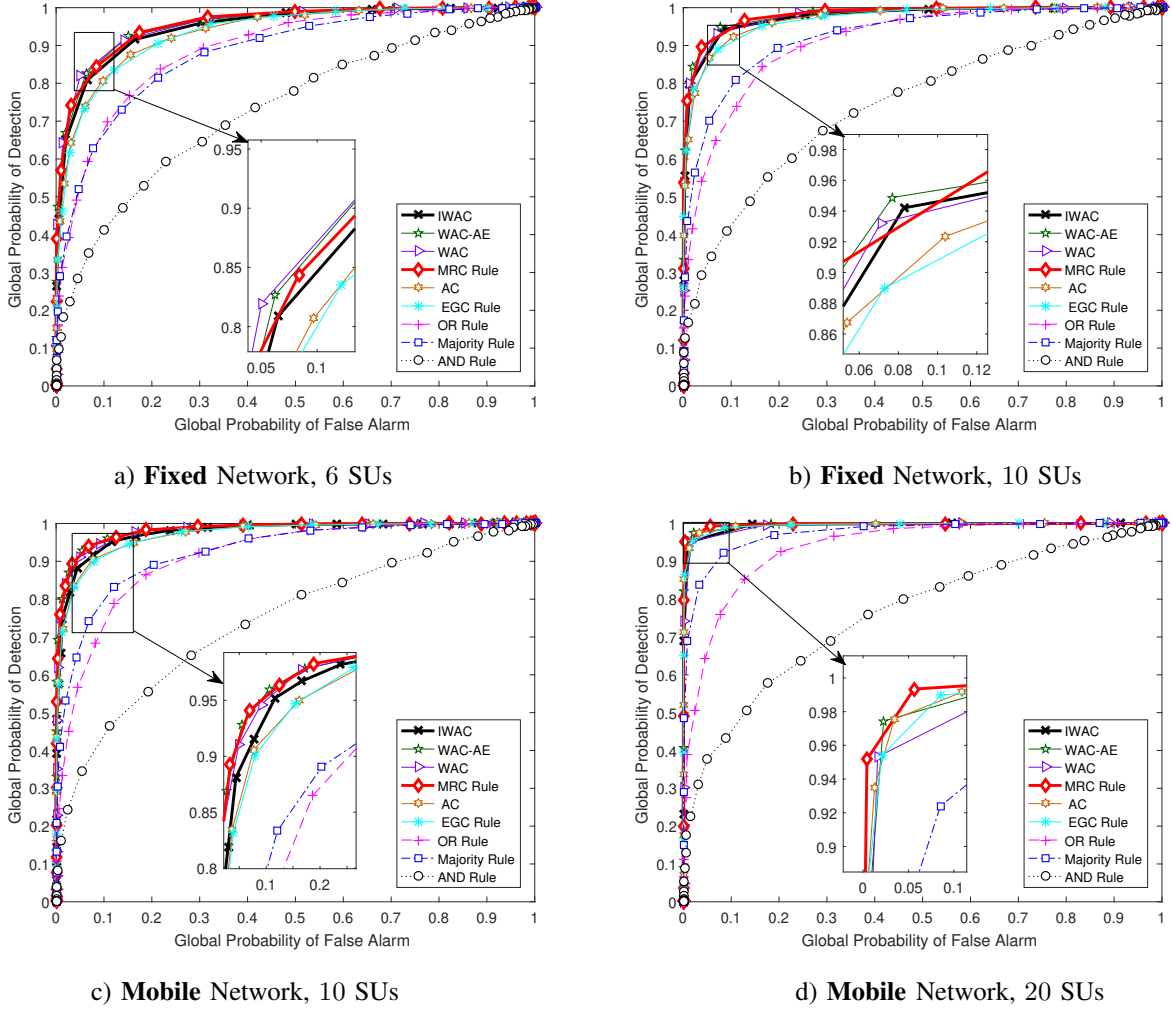 1
0.9
0.8
0.7
0.6
0.5
0.4
0.3
0.2
0.1
0
Global Probability of Detection
0 0.1 0.2 0.3 0.4 0.5 0.6 0.7 0.8 0.9 1
Global Probability of False Alarm
0.95
0.9
0.85
0.8
0.05 0.1
IWAC
WAC-AE
WAC
MRC Rule
AC
EGC Rule
OR Rule
Majority Rule
AND Rule
a) Fixed Network, 6 SUs
1
0.9
0.8
0.7
0.6
0.5
0.4
0.3
0.2
0.1
0
Global Probability of Detection
0 0.1 0.2 0.3 0.4 0.5 0.6 0.7 0.8 0.9 1
Global Probability of False Alarm
0.98
0.96
0.94
0.92
0.9
0.88
0.86
0.06 0.08 0.1 0.12
IWAC
WAC-AE
WAC
MRC Rule
AC
EGC Rule
OR Rule
Majority Rule
AND Rule
b) Fixed Network, 10 SUs
1
0.9
0.8
0.7
0.6
0.5
0.4
0.3
0.2
0.1
0
Global Probability of Detection
0 0.1 0.2 0.3 0.4 0.5 0.6 0.7 0.8 0.9 1
Global Probability of False Alarm
0.95
0.9
0.85
0.8
0.1 0.2
IWAC
WAC-AE
WAC
MRC Rule
AC
EGC Rule
OR Rule
Majority Rule
AND Rule
c) Mobile Network, 10 SUs
1
0.9
0.8
0.7
0.6
0.5
0.4
0.3
0.2
0.1
0
Global Probability of Detection
0 0.1 0.2 0.3 0.4 0.5 0.6 0.7 0.8 0.9 1
Global Probability of False Alarm
1
0.98
0.96
0.94
0.92
0.9
0 0.05 0.1
IWAC
WAC-AE
WAC
MRC Rule
AC
EGC Rule
OR Rule
Majority Rule
AND Rule
d) Mobile Network, 20 SUs